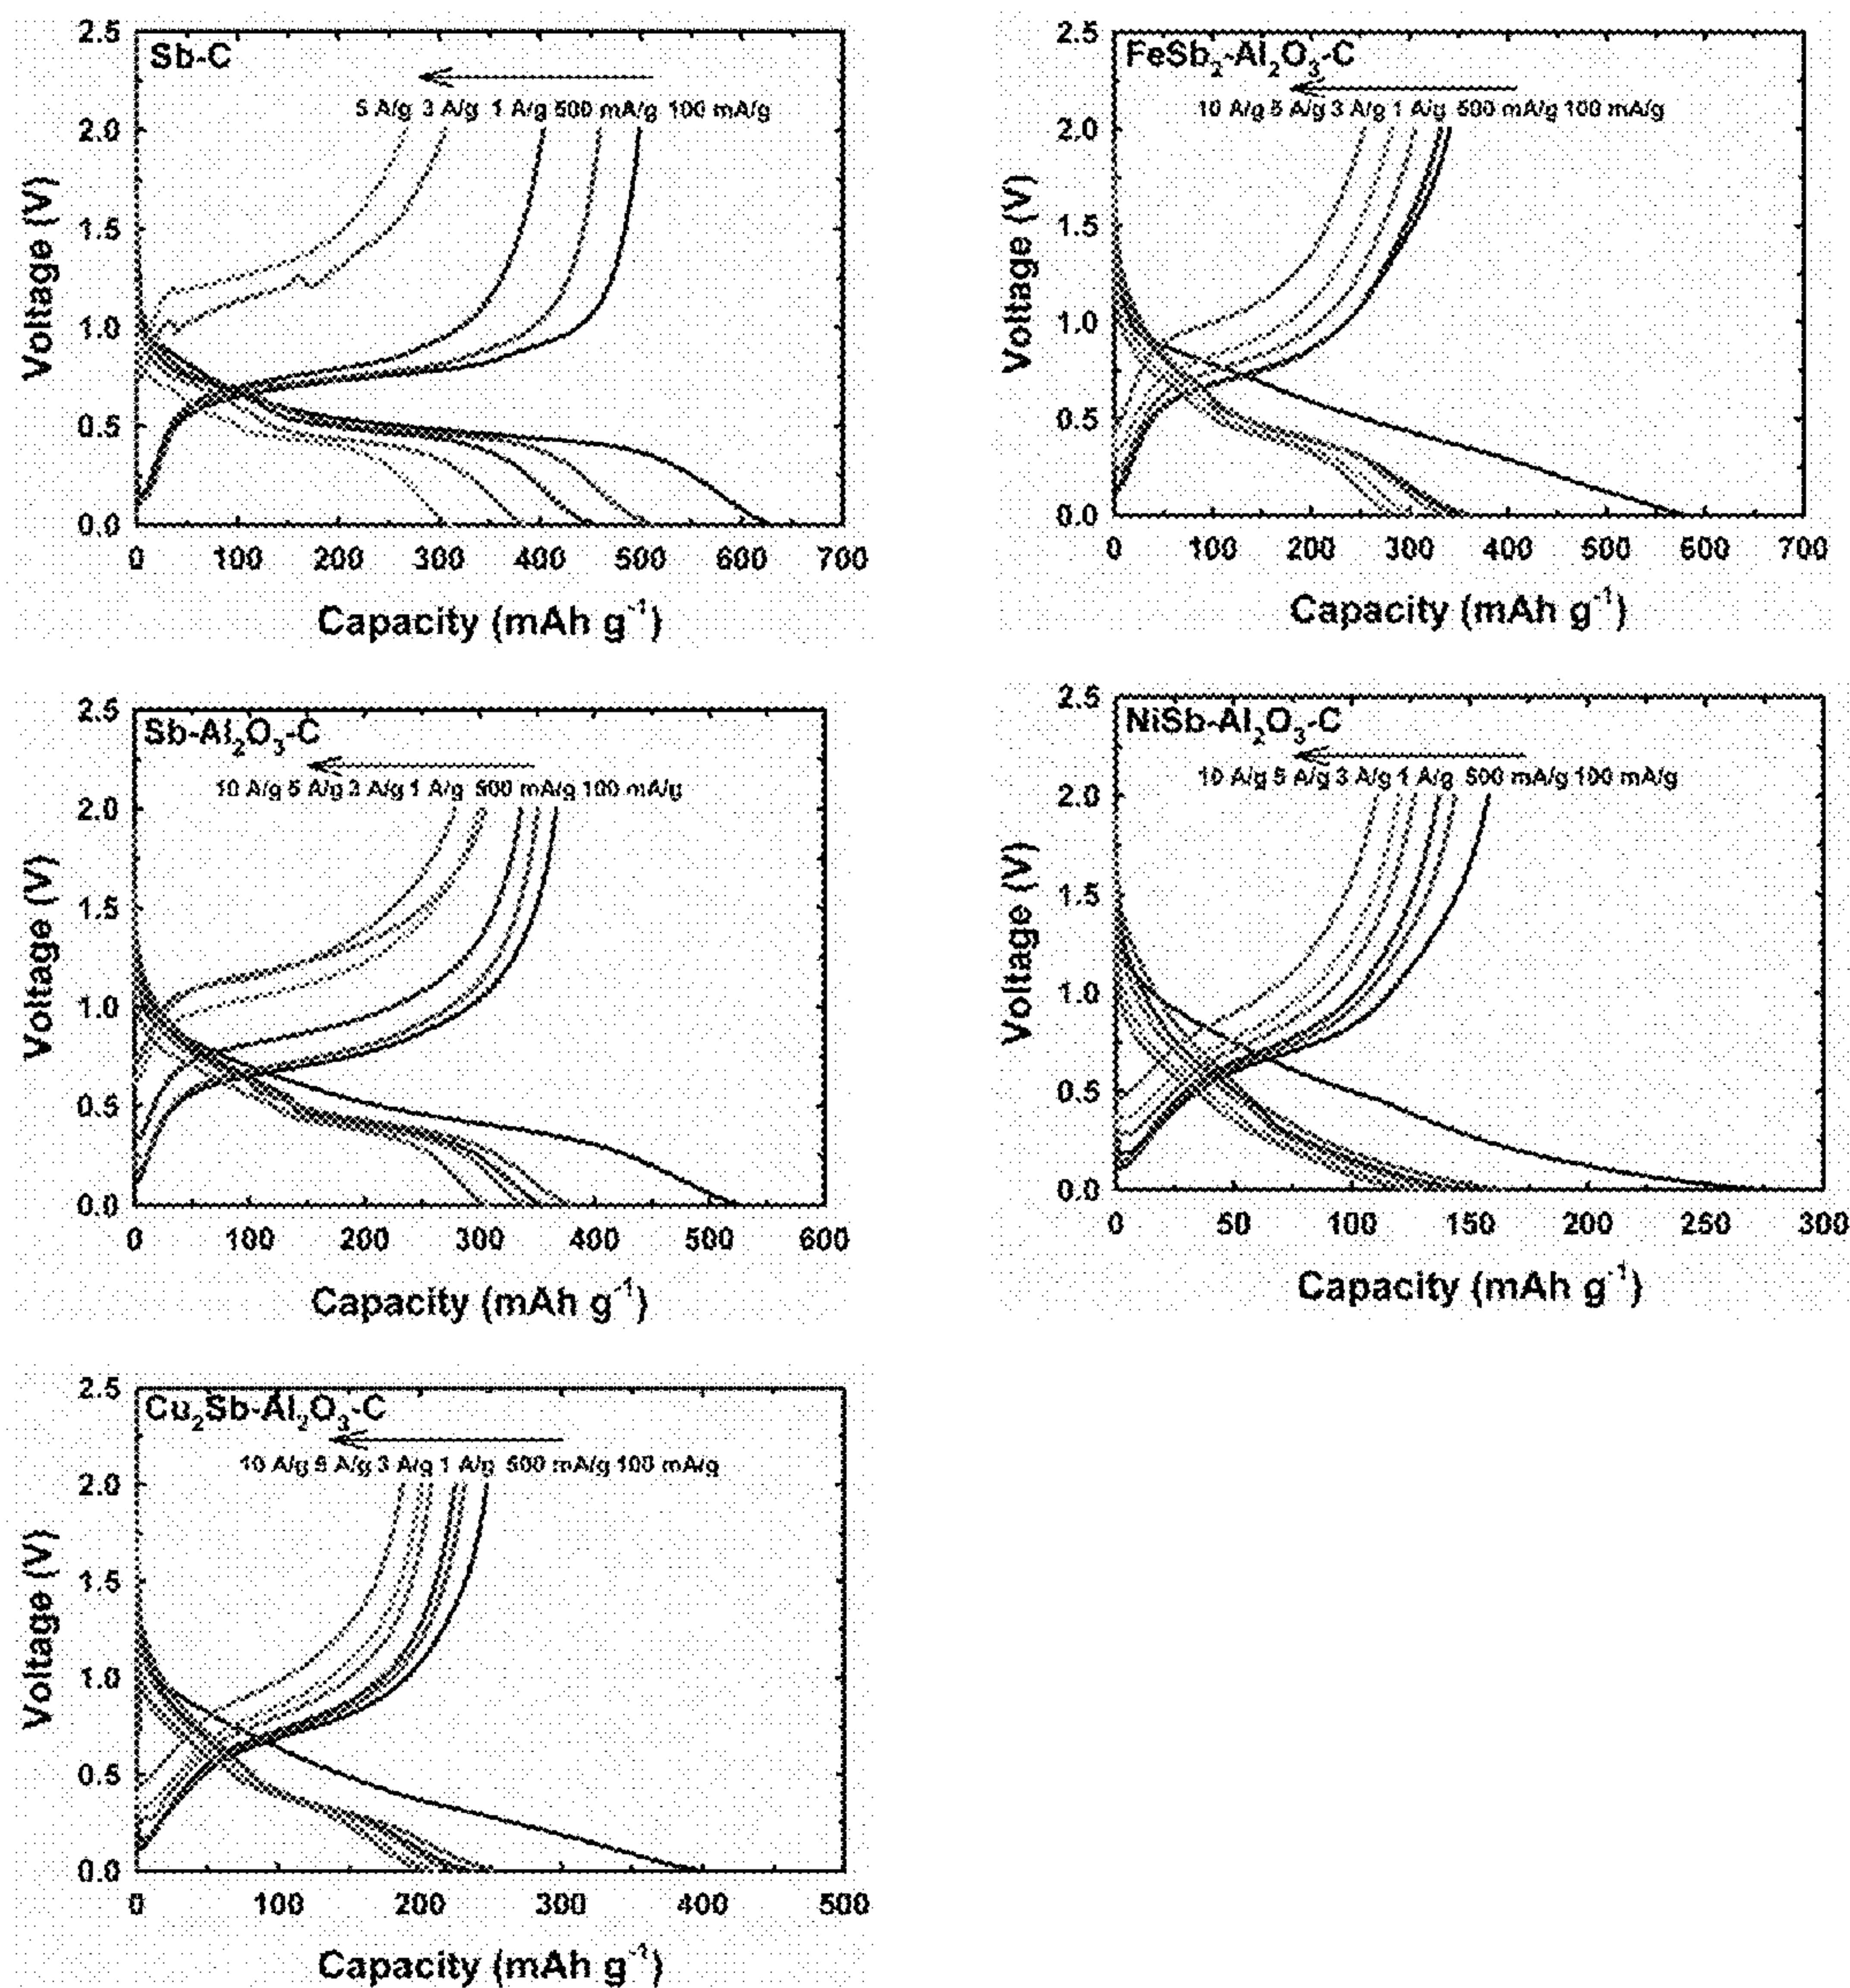 2.5
Sb-C
5 A/g 3 A/g 1 A/g 500 mA/g 100 mA/g
2.0
1.5
1.0
0.5
0.0
Voltage (V)
0 100 200 300 400 500 600 700
Capacity (mAh g⁻¹)
2.5
FeSb₂-Al₂O₃-C
10 A/g 5 A/g 3 A/g 1 A/g 500 mA/g 100 mA/g
2.0
1.5
1.0
0.5
0.0
Voltage (V)
0 100 200 300 400 500 600 700
Capacity (mAh g⁻¹)
2.5
Sb-Al₂O₃-C
10 A/g 5 A/g 3 A/g 1 A/g 500 mA/g 100 mA/g
2.0
1.5
1.0
0.5
0.0
Voltage (V)
0 100 200 300 400 500 600
Capacity (mAh g⁻¹)
2.5
NiSb-Al₂O₃-C
10 A/g 5 A/g 3 A/g 1 A/g 500 mA/g 100 mA/g
2.0
1.5
1.0
0.5
0.0
Voltage (V)
0 50 100 150 200 250 300
Capacity (mAh g⁻¹)
2.5
Cu₂Sb-Al₂O₃-C
10 A/g 5 A/g 3 A/g 1 A/g 500 mA/g 100 mA/g
2.0
1.5
1.0
0.5
0.0
Voltage (V)
0 100 200 300 400 500
Capacity (mAh g⁻¹)